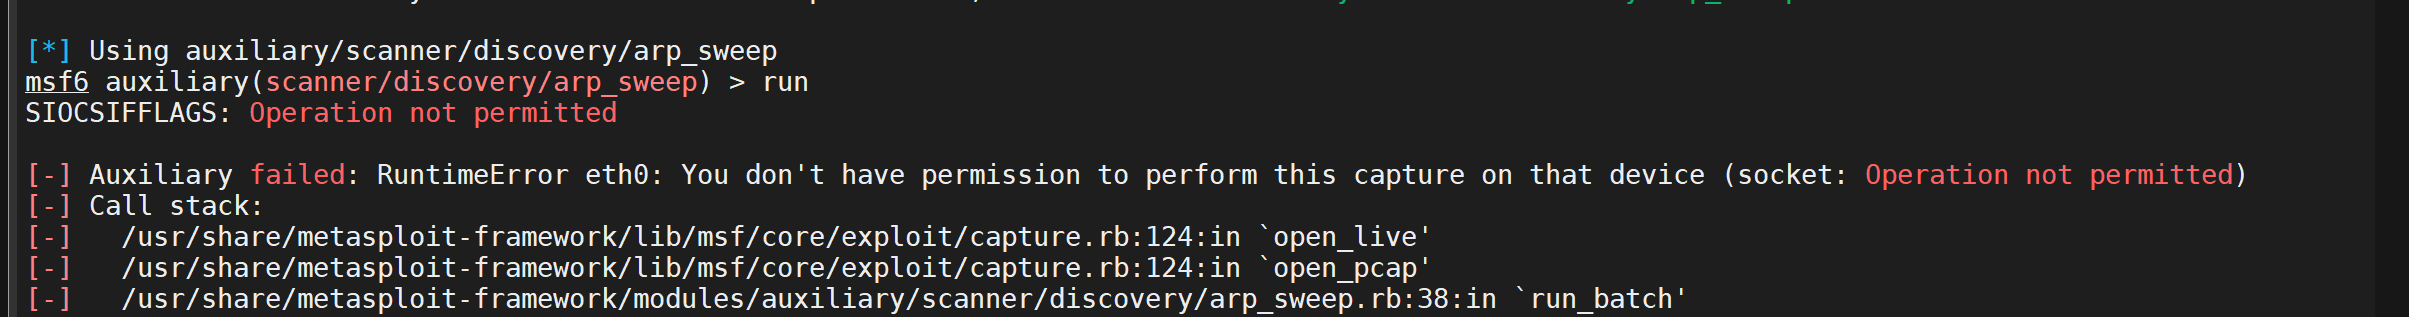 [*] Using auxiliary/scanner/discovery/arp_sweep
msf6 auxiliary(scanner/discovery/arp_sweep) > run
SIOCSIFFLAGS: Operation not permitted
[-] Auxiliary failed: RuntimeError eth0: You don't have permission to perform this capture on that device (socket: Operation not permitted)
[-] Call stack:
[-]   /usr/share/metasploit-framework/lib/msf/core/exploit/capture.rb:124:in `open_live'
[-]   /usr/share/metasploit-framework/lib/msf/core/exploit/capture.rb:124:in `open_pcap'
[-]   /usr/share/metasploit-framework/modules/auxiliary/scanner/discovery/arp_sweep.rb:38:in `run_batch'